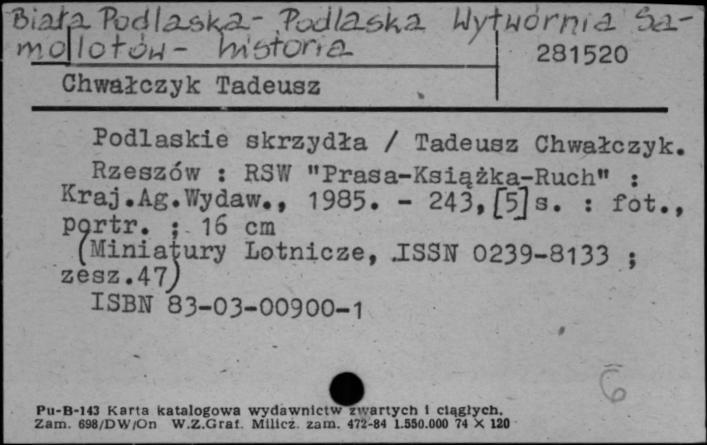 Biała Podlaska - Podlaska Wytwórnia Sa-
molotów - historia
281520
Chwałczyk Tadeusz
Podlaskie skrzydła / Tadeusz Chwałczyk.
Rzeszów : RSW "Prasa-Książka-Ruch" :
Kraj.Ag.Wydaw., 1985. - 243,[5]s. : fot.,
portr. ; 16 cm
(Miniatury Lotnicze, ISSN 0239-8133 ;
zesz.47)
ISBN 83-03-00900-1
6
Pu-B-143 Karta katalogowa wydawnictw zwartych i ciągłych.
Zam. 698/DW/On W.Z.Graf. Milicz. zam. 472-84 1.550.000 74 X 120